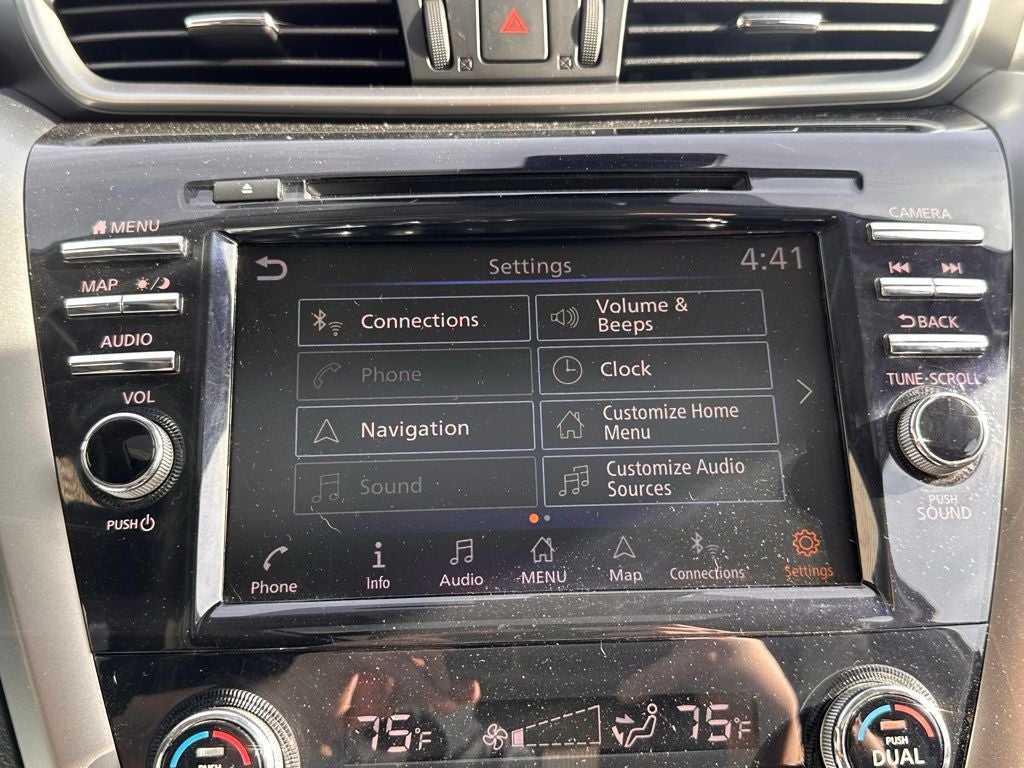 MENU
CAMERA
MAP
AUDIO
BACK
VOL
TUNE·SCROLL
PUSH
PUSH
SOUND
Settings
4:41
Connections
Volume &
Beeps
Phone
Clock
Navigation
Customize Home
Menu
Sound
Customize Audio
Sources
Phone
Info
Audio
MENU
Map
Connections
Settings
75°F
75°F
PUSH
PUSH
DUAL